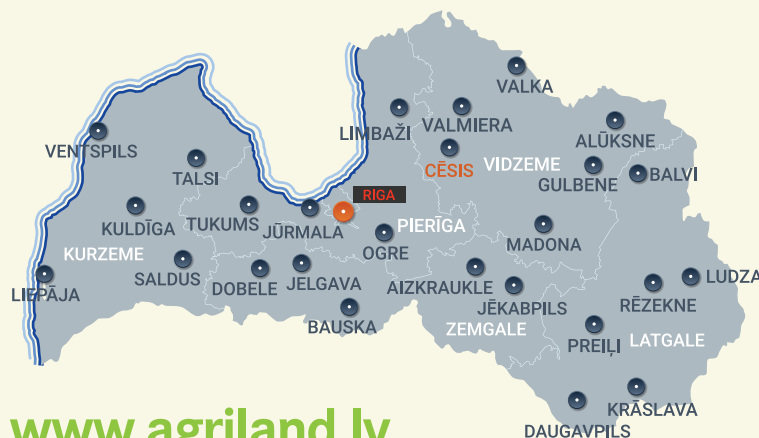 VALKA
LIMBAŽI
VALMIERA
ALŪKSNE
VENTSPILS
CĒSIS
VIDZEME
GULBENE
BALVI
TALSI
RIGA
KULDĪGA
TUKUMS
JŪRMALA
PIERĪGA
MADONA
KURZEME
OGRE
SALDUS
LIEPĀJA
DOBELE
JELGAVA
AIZKRAUKLE
LUDZA
JĒKABPILS
RĒZEKNE
BAUSKA
ZEMGALE
PREIĻI
LATGALE
KRĀSLAVA
www.agriland.lv
DAUGAVPILS